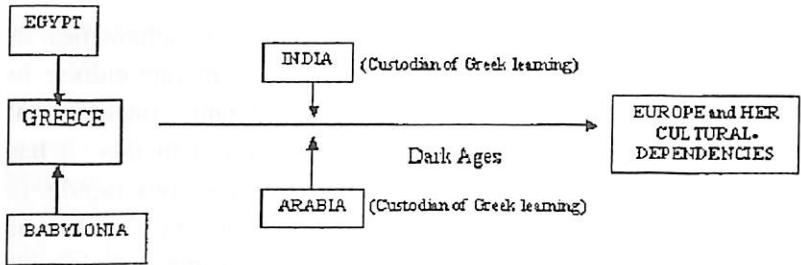 EGYPT
INDIA
(Custodian of Greek learning)
GREECE
EUROPE and HER
CULTURAL-
DEPENDENCIES
Dark Ages
ARABIA
(Custodian of Greek learning)
BABYLONIA